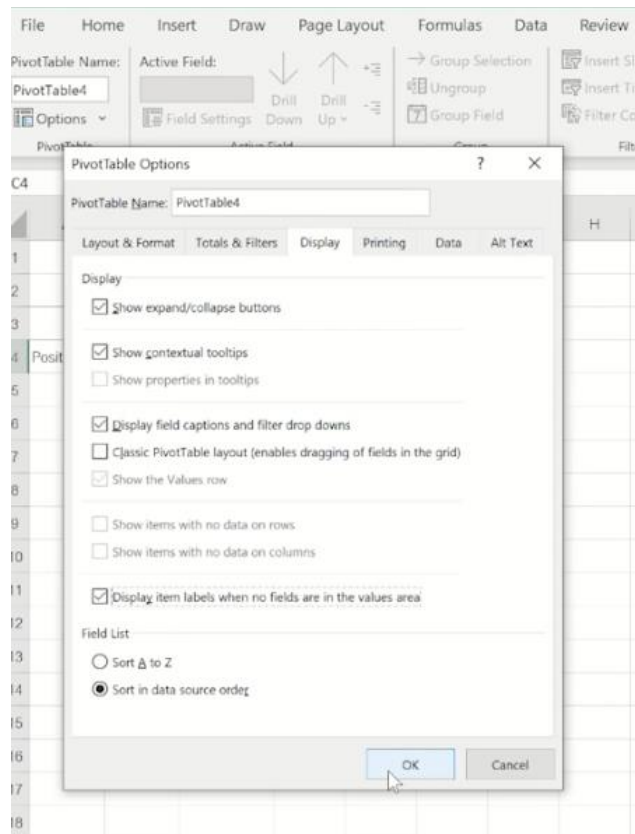 File Home Insert Draw Page Layout Formulas Data Review
PivotTable Name: Active Field: Group Selection
PivotTable4 Drill Drill Ungroup
Options Field Settings Down Up 7 Group Field
PivotTable Options ? ×
C4
PivotTable Name: PivotTable4
Layout & Format Totals & Filters Display Printing Data Alt Text
H
Display
1
Show expand/collapse buttons
2
3
Show contextual tooltips
4 Posit
Show properties in tooltips
5
6
Display field captions and filter drop downs
7
Classic PivotTable layout (enables dragging of fields in the grid)
Show the Values row
8
9
Show items with no data on rows
10
Show items with no data on columns
11
Display item labels when no fields are in the values area
12
Field List
13
Sort A to Z
14
Sort in data source order
15
16
OK Cancel
17
18